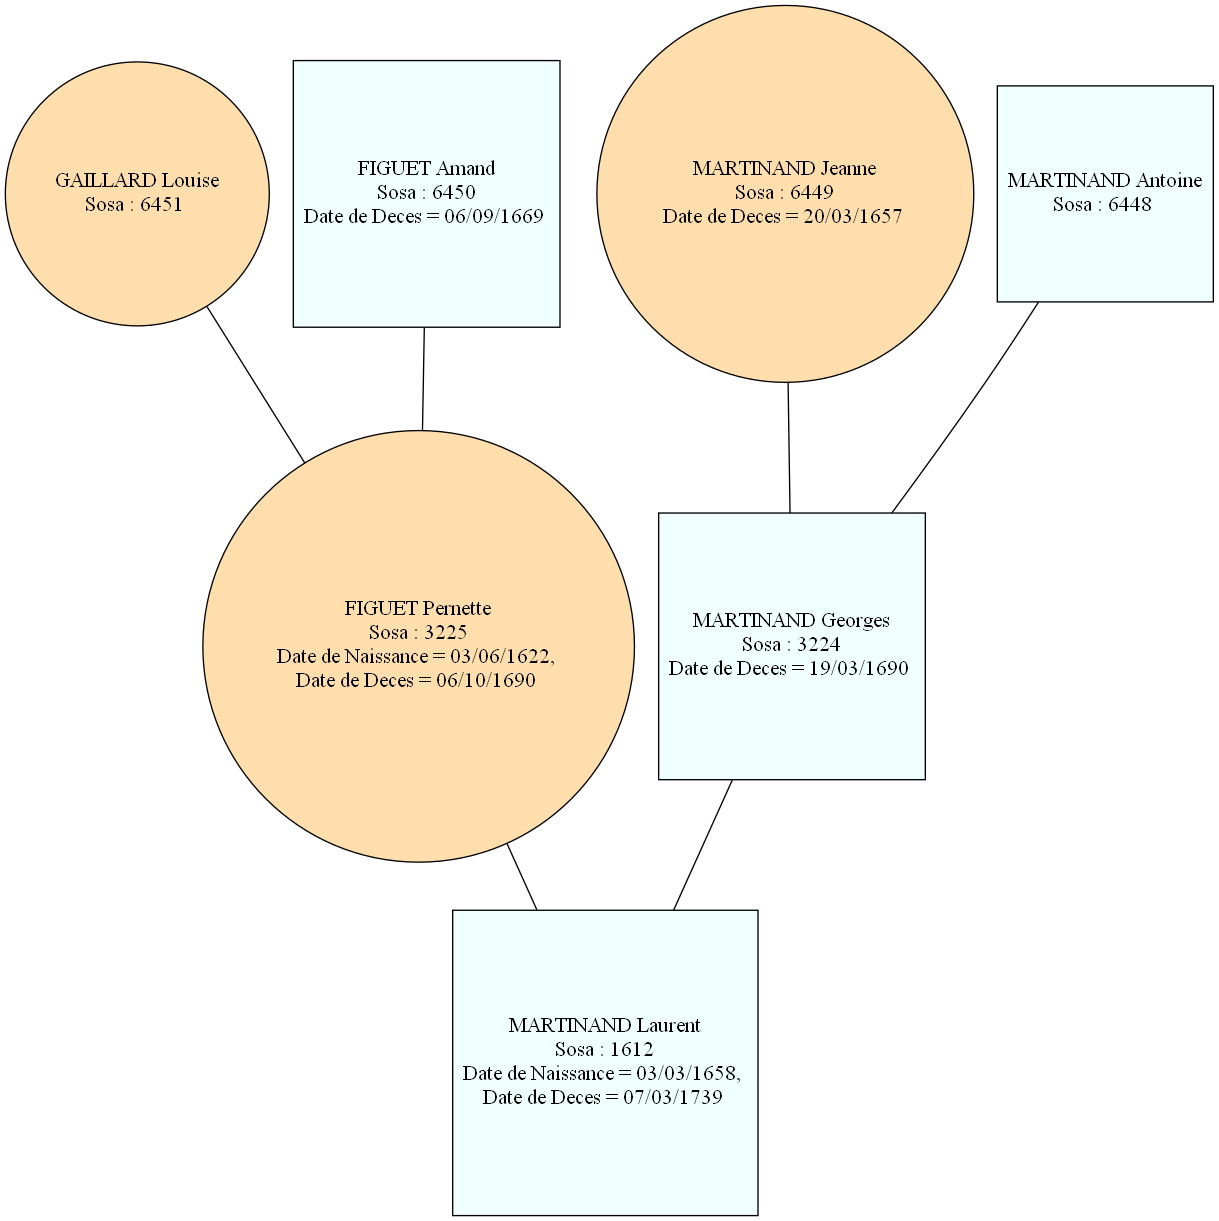 GAILLARD Louise
Sosa : 6451
FIGUET Amand
Sosa : 6450
Date de Deces = 06/09/1669
MARTINAND Jeanne
Sosa : 6449
Date de Deces = 20/03/1657
MARTINAND Antoine
Sosa : 6448
FIGUET Pernette
Sosa : 3225
Date de Naissance = 03/06/1622,
Date de Deces = 06/10/1690
MARTINAND Georges
Sosa : 3224
Date de Deces = 19/03/1690
MARTINAND Laurent
Sosa : 1612
Date de Naissance = 03/03/1658,
Date de Deces = 07/03/1739